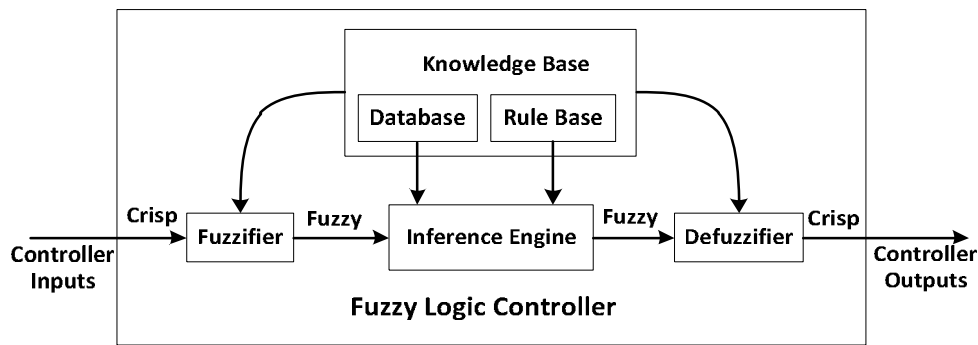 Knowledge Base
Database
Rule Base
Crisp
Fuzzifier
Fuzzy
Inference Engine
Fuzzy
Defuzzifier
Crisp
Controller
Inputs
Controller
Outputs
Fuzzy Logic Controller